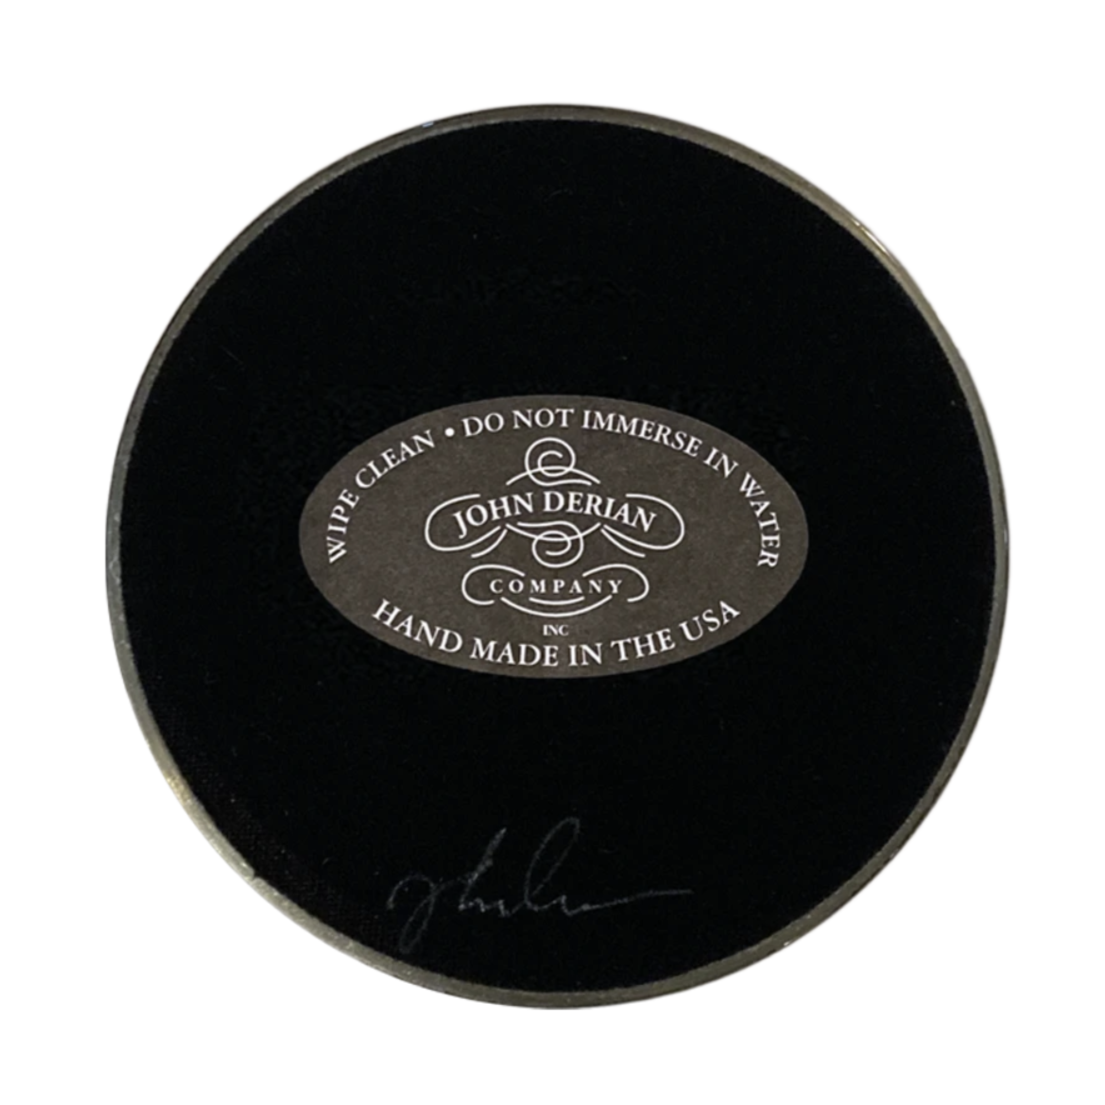 WIPE CLEAN • DO NOT IMMERSE IN WATER
JOHN DERIAN
COMPANY
INC
HAND MADE IN THE USA